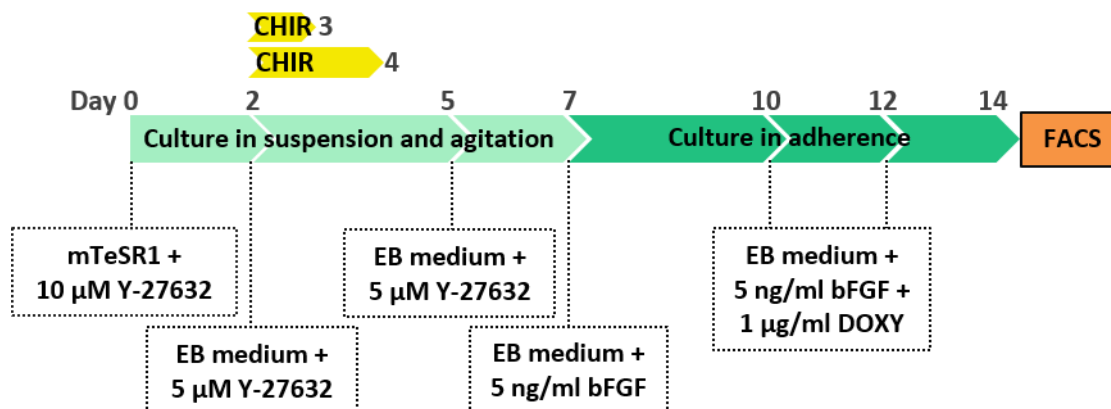 CHIR 3
CHIR 4
Day 0 2 5 7 10 12 14
Culture in suspension and agitation Culture in adherence FACS
mTeSR1 +
10 µM Y-27632
EB medium +
5 µM Y-27632
EB medium +
5 µM Y-27632
EB medium +
5 ng/ml bFGF
EB medium +
5 ng/ml bFGF +
1 µg/ml DOXY